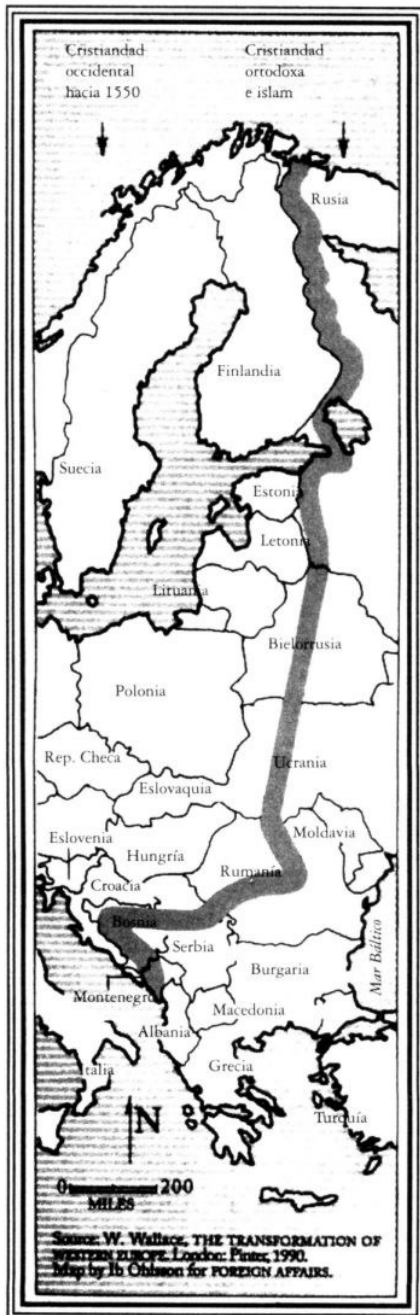 Cristiandad
occidental
hacia 1550
Cristiandad
ortodoxa
e islam
Rusia
Finlandia
Suecia
Estonia
Letonia
Lituania
Bielorrusia
Polonia
Ucrania
Rep. Checa
Eslovaquia
Moldavia
Eslovenia
Hungría
Rumanía
Croacia
Bosnia
Serbia
Mar Báltico
Burgaria
Montenegro
Macedonia
Albania
Italia
Grecia
Turquía
N
0 200
MILES
Source: W. Wallace, THE TRANSFORMATION OF
WESTERN EUROPE. London: Pinter, 1990.
Map by Ib Ohlsson for FOREIGN AFFAIRS.